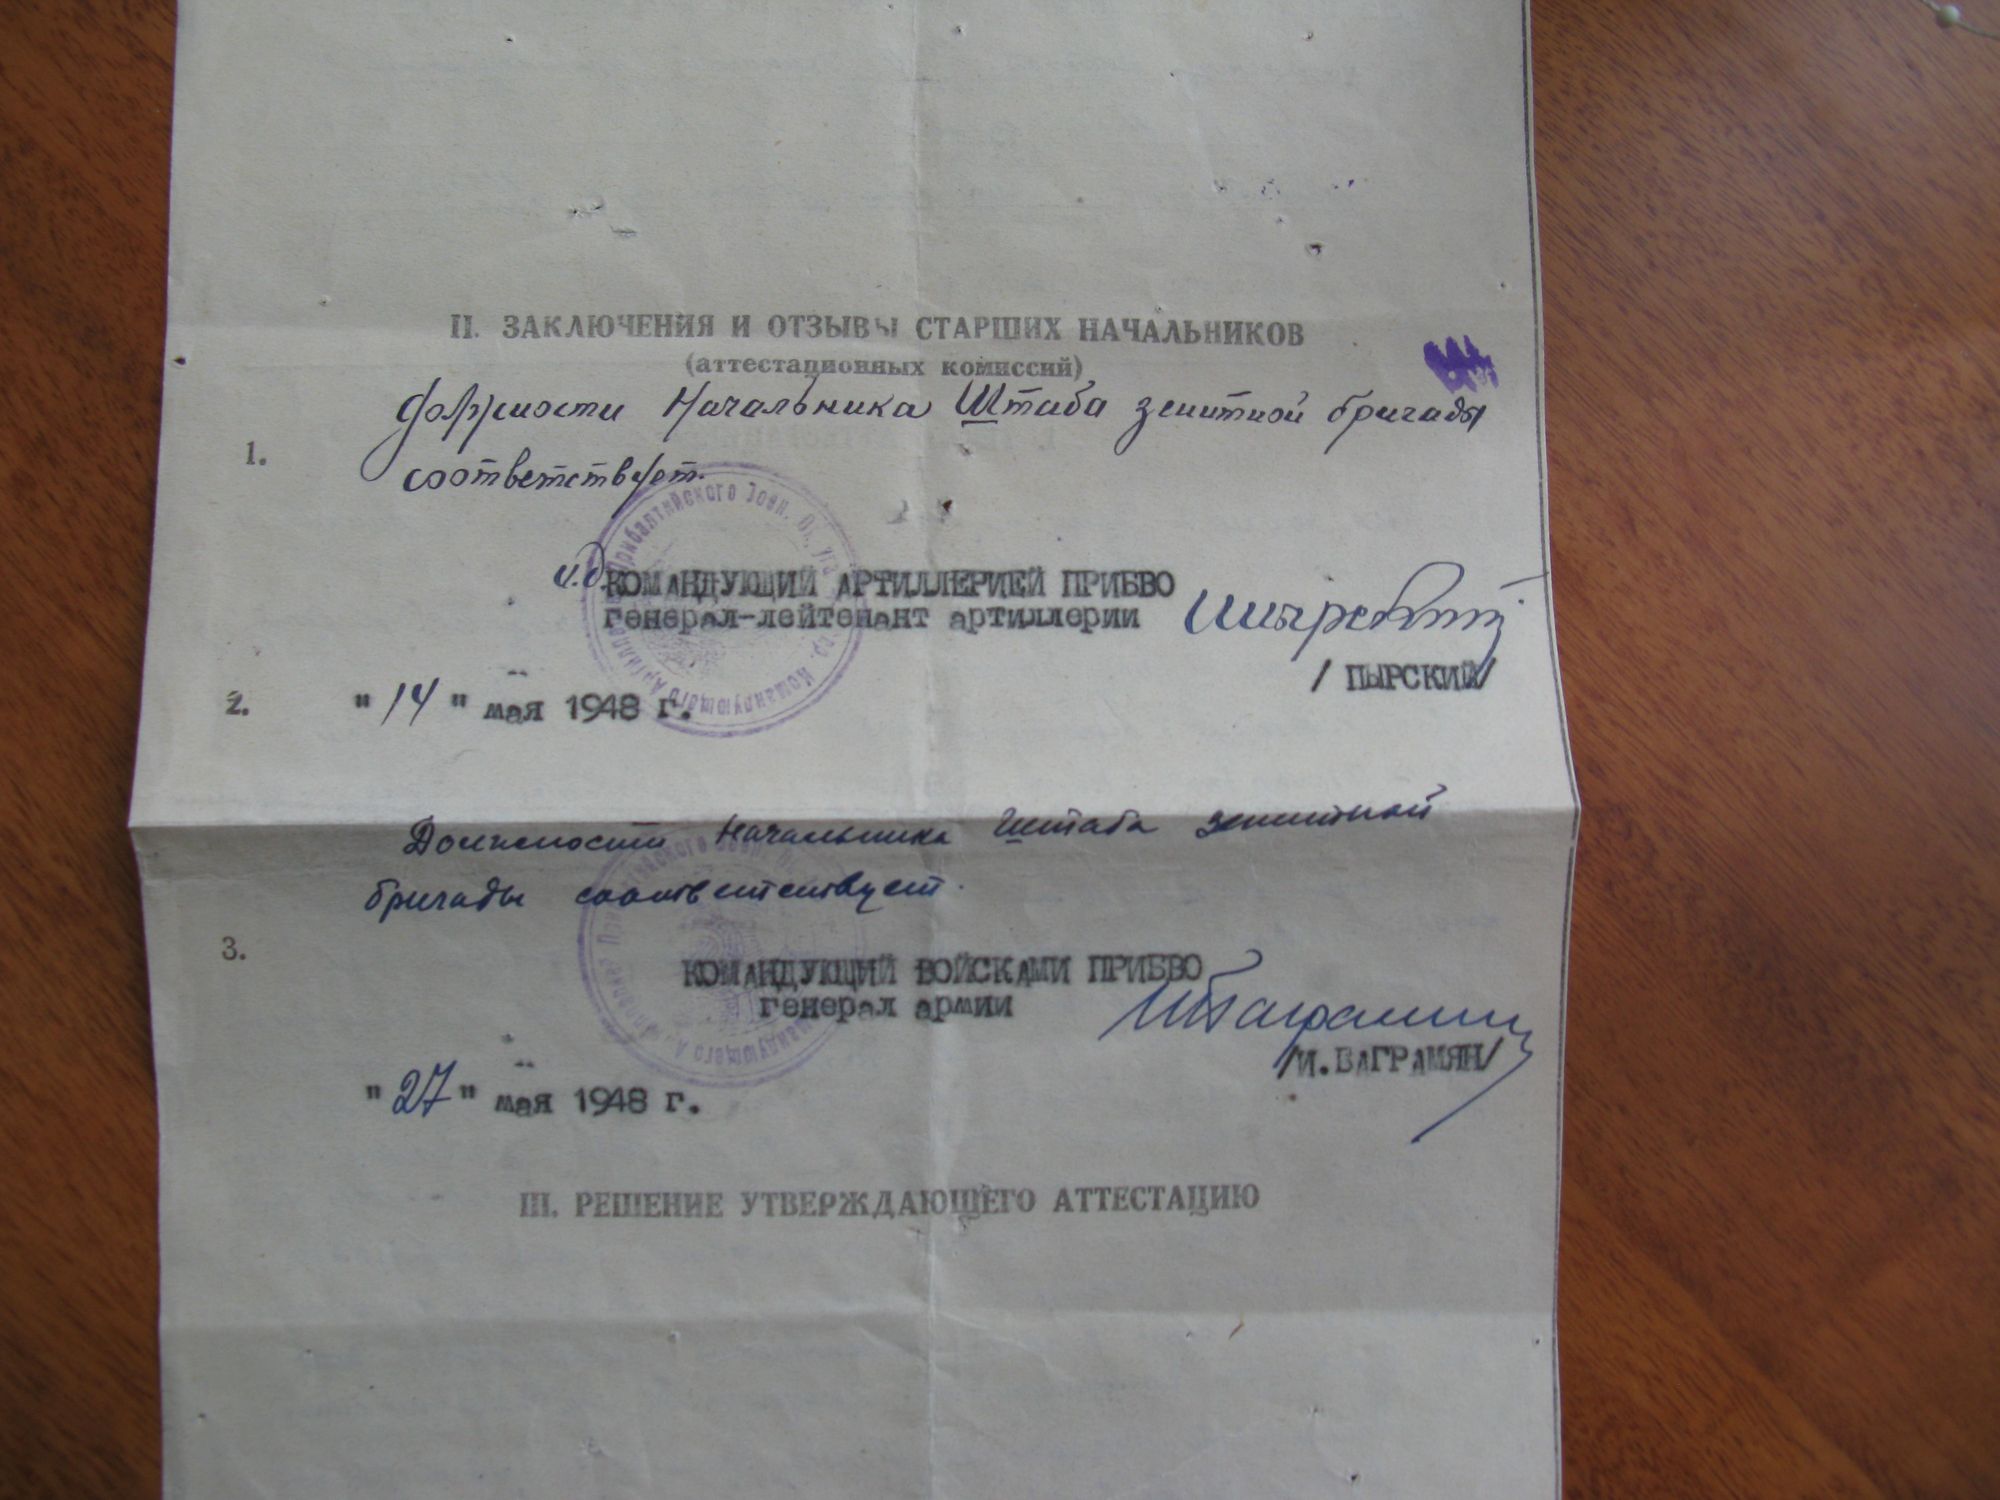 II. ЗАКЛЮЧЕНИЯ И ОТЗЫВЫ СТАРШИХ НАЧАЛЬНИКОВ
(аттестационных комиссий)
Должности Начальника Штаба зенитной бригады
1.
соответствует.
и.д. КОМАНДУЮЩИЙ АРТИЛЛЕРИЕЙ ПРИБВО
генерал-лейтенант артиллерии
/ ПЫРСКИЙ/
2.
"14" мая 1948 г.
Должности Начальника Штаба зенитной
бригады соответствует.
3.
КОМАНДУЮЩИЙ ВОЙСКАМИ ПРИБВО
генерал армии
/И.БАГРАМЯН/
"27" мая 1948 г.
III. РЕШЕНИЕ УТВЕРЖДАЮЩЕГО АТТЕСТАЦИЮ